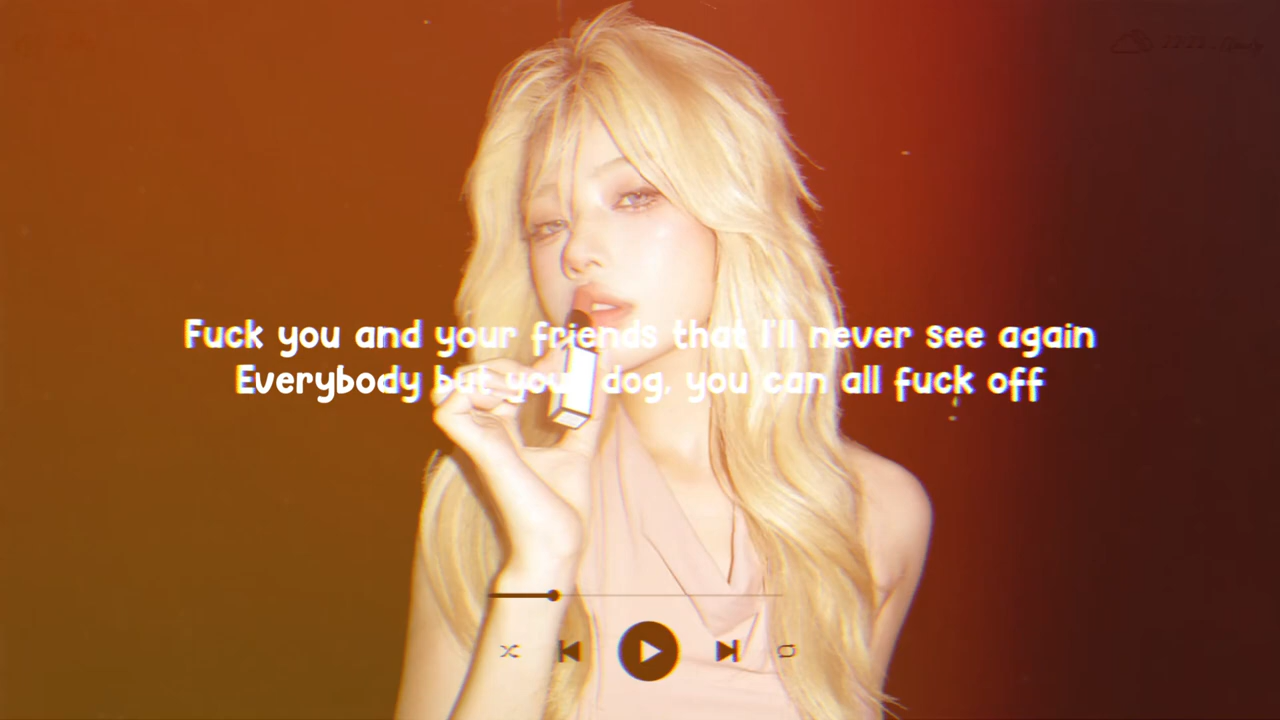 Fuck you and your friends that I'll never see again
Everybody but your dog, you can all fuck off